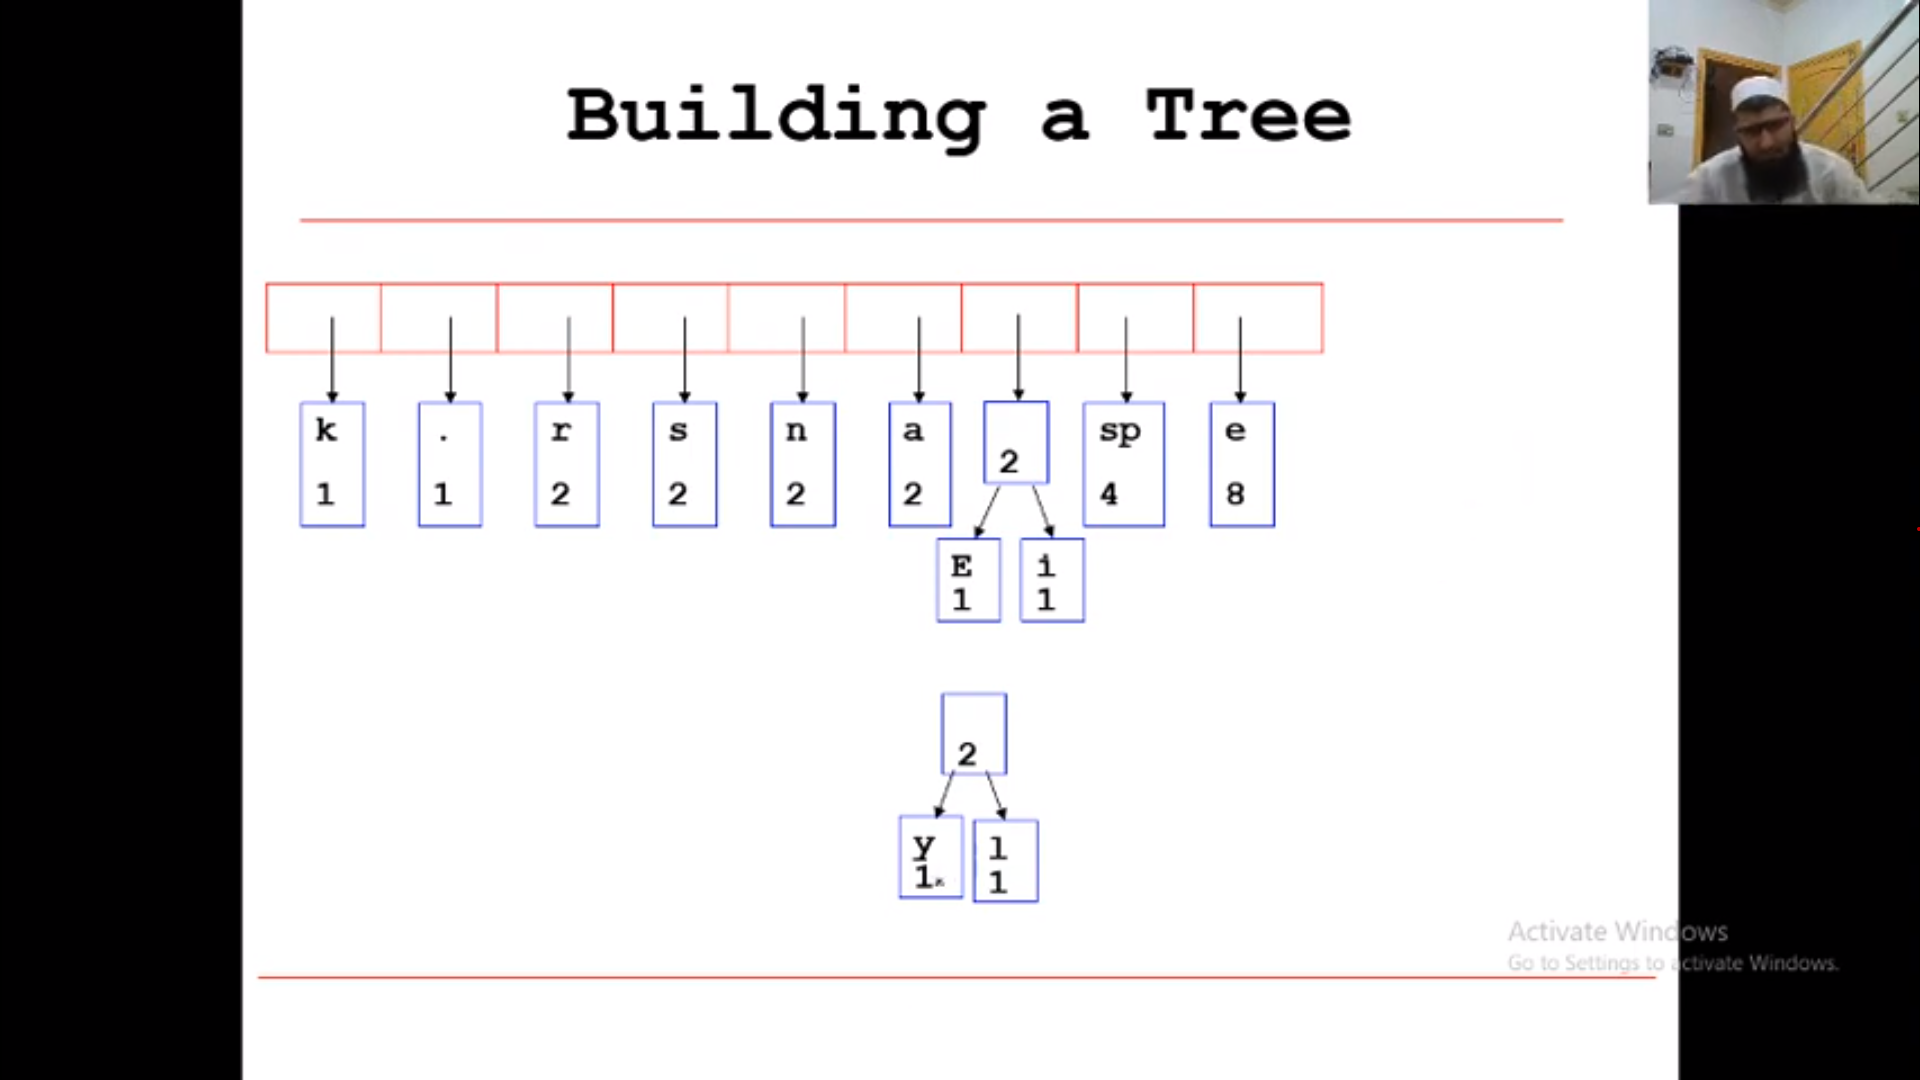 Building a Tree
k . r s n a sp e
2
1 1 2 2 2 2 4 8
E i
1 1
2
y l
1 1
Activate Windows
Go to Settings to activate Windows.